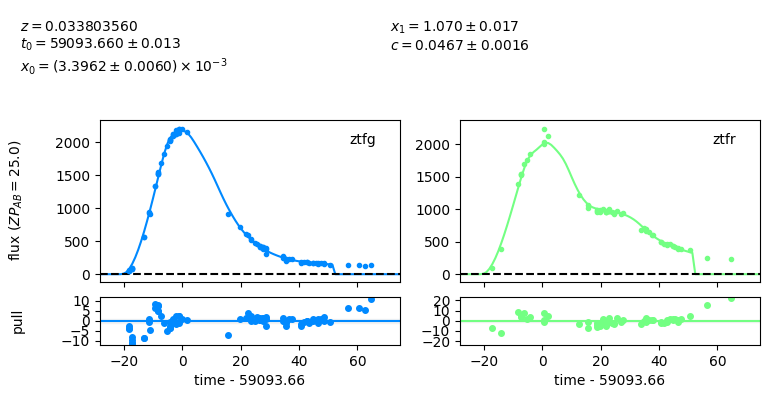 z = 0.033803560
t₀ = 59093.660 ± 0.013
x₀ = (3.3962 ± 0.0060) × 10⁻³
x₁ = 1.070 ± 0.017
c = 0.0467 ± 0.0016
flux (ZP_AB = 25.0)
2000
1500
1000
500
0
ztfg
2000
1500
1000
500
0
ztfr
pull
10
5
0
−5
−10
−20
0
20
40
60
time - 59093.66
20
10
0
−10
−20
−20
0
20
40
60
time - 59093.66